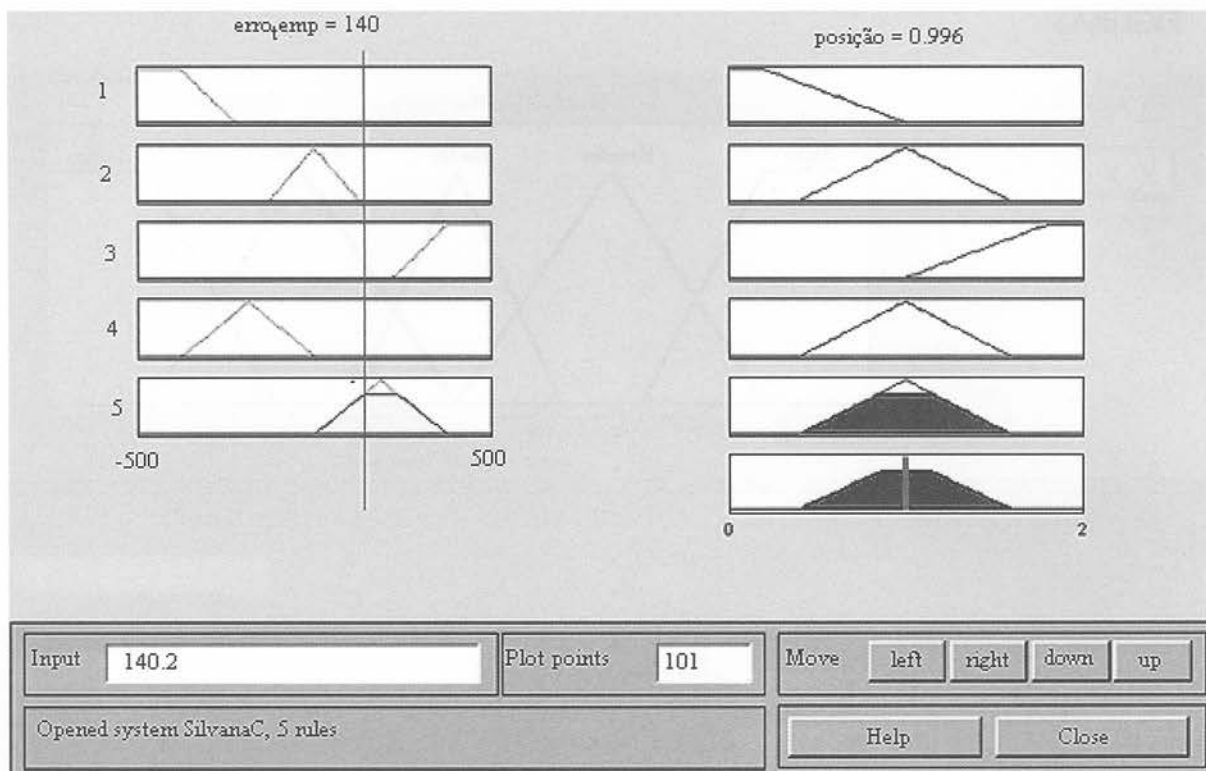 erro_temp = 140
posição = 0.996
1
2
3
4
5
-500
500
0
2
Input
140.2
Plot points
101
Move
left
right
down
up
Opened system SilvanaC, 5 rules
Help
Close